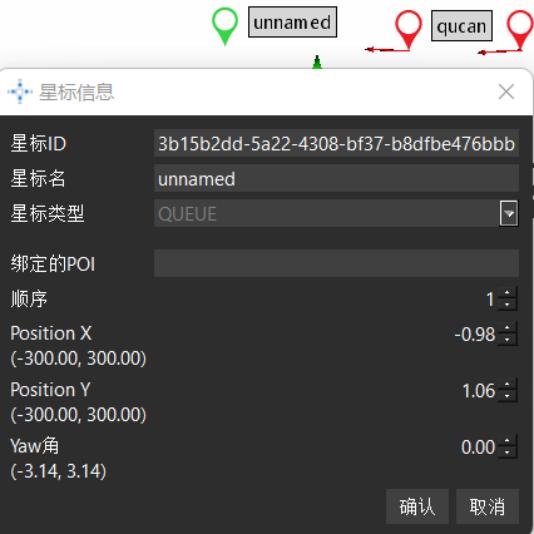 unnamed
qucan
星标信息
星标ID
3b15b2dd-5a22-4308-bf37-b8dfbe476bbb
星标名
unnamed
星标类型
QUEUE
绑定的POI
顺序
1
Position X
(-300.00, 300.00)
-0.98
Position Y
(-300.00, 300.00)
1.06
Yaw角
(-3.14, 3.14)
0.00
确认
取消